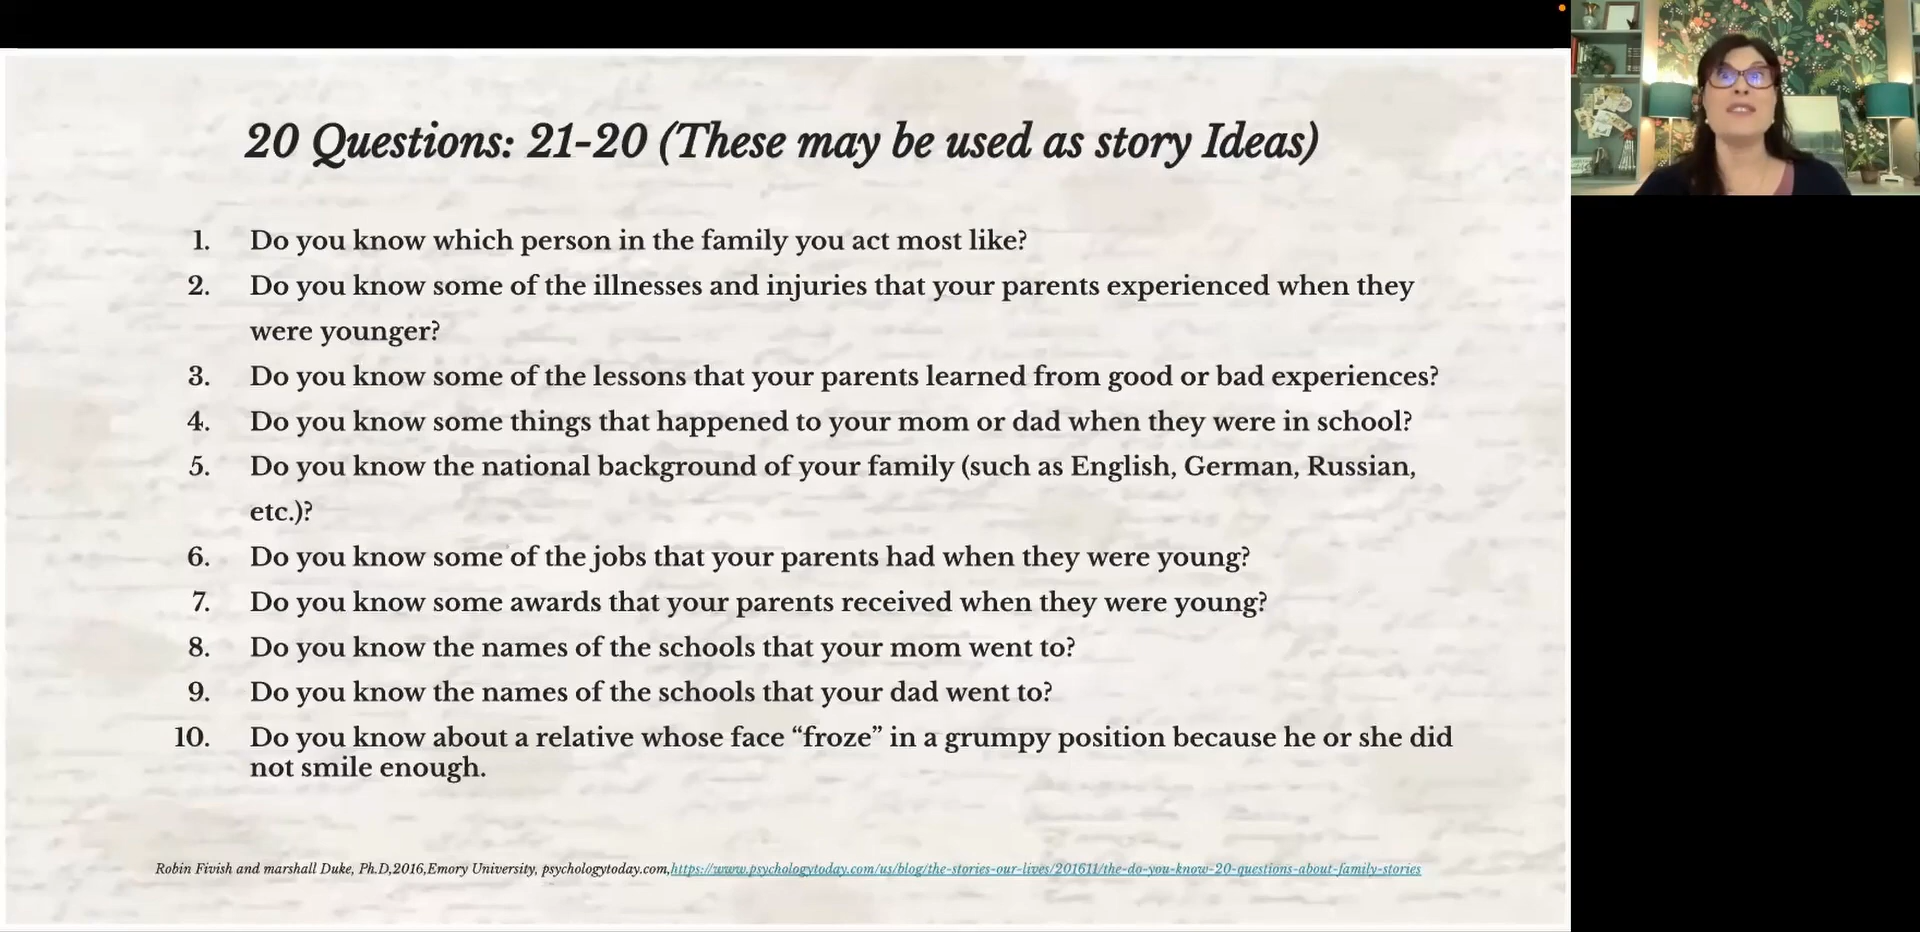 20 Questions: 21-20 (These may be used as story Ideas)
1. Do you know which person in the family you act most like?
2. Do you know some of the illnesses and injuries that your parents experienced when they
were younger?
3. Do you know some of the lessons that your parents learned from good or bad experiences?
4. Do you know some things that happened to your mom or dad when they were in school?
5. Do you know the national background of your family (such as English, German, Russian,
etc.)?
6. Do you know some of the jobs that your parents had when they were young?
7. Do you know some awards that your parents received when they were young?
8. Do you know the names of the schools that your mom went to?
9. Do you know the names of the schools that your dad went to?
10. Do you know about a relative whose face “froze” in a grumpy position because he or she did
not smile enough.
Robin Fivish and marshall Duke, Ph.D,2016,Emory University, psychologytoday.com,https://www.psychologytoday.com/us/blog/the-stories-our-lives/201611/the-do-you-know-20-questions-about-family-stories